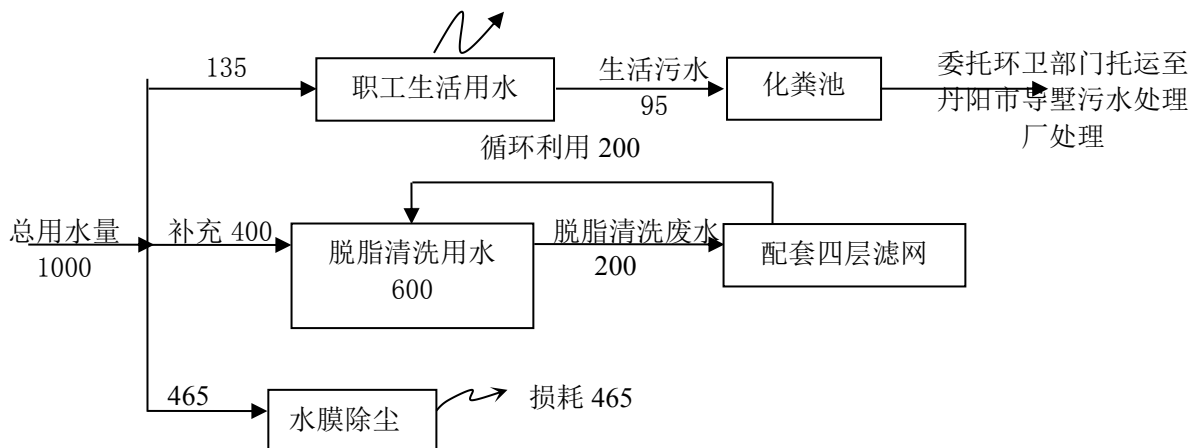 135
职工生活用水
生活污水
95
化粪池
委托环卫部门托运至
丹阳市导墅污水处理
厂处理
循环利用 200
总用水量
1000
补充 400
脱脂清洗用水
600
脱脂清洗废水
200
配套四层滤网
465
水膜除尘
损耗 465